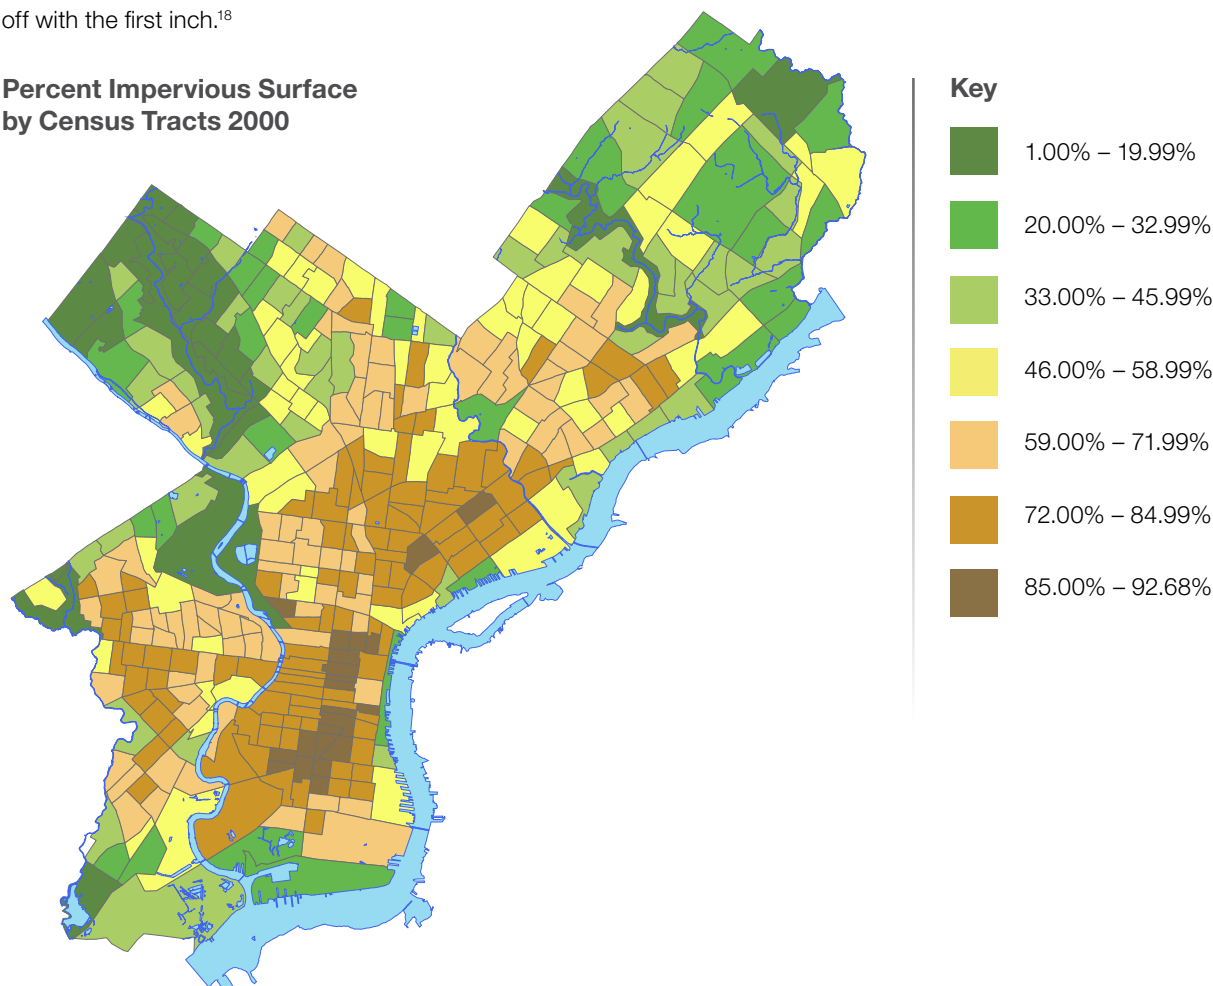 off with the first inch.18
Percent Impervious Surface
by Census Tracts 2000
Key
1.00% – 19.99%
20.00% – 32.99%
33.00% – 45.99%
46.00% – 58.99%
59.00% – 71.99%
72.00% – 84.99%
85.00% – 92.68%